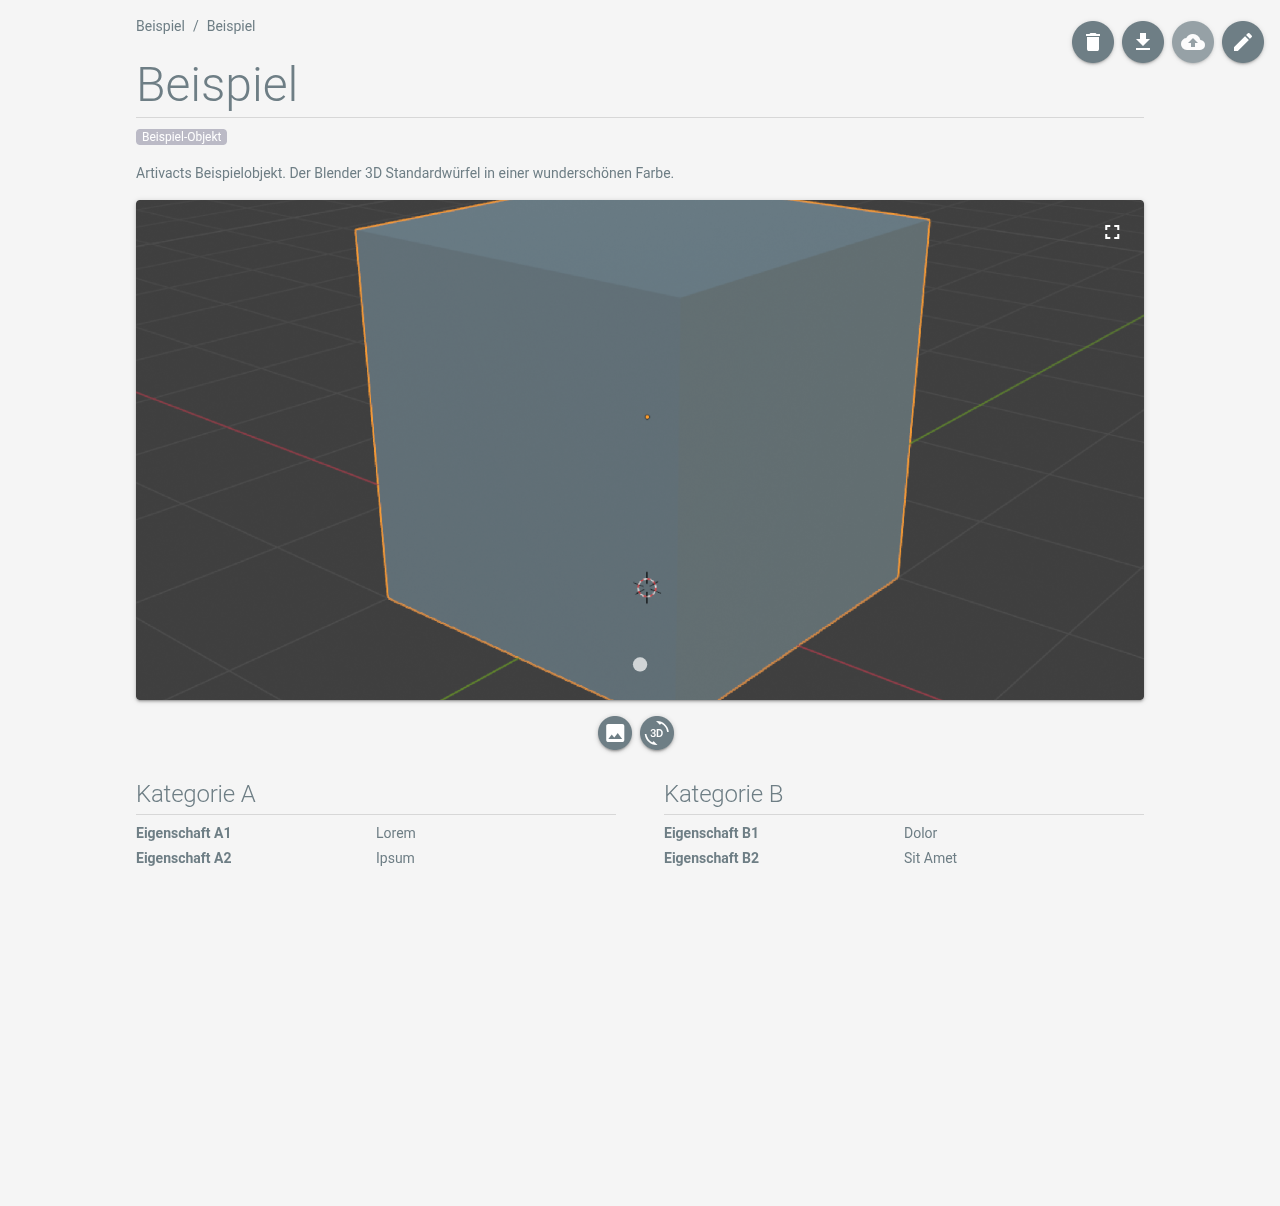 Beispiel / Beispiel
Beispiel
Beispiel-Objekt
Artivacts Beispielobjekt. Der Blender 3D Standardwürfel in einer wunderschönen Farbe.
3D
Kategorie A
Eigenschaft A1 Lorem
Eigenschaft A2 Ipsum
Kategorie B
Eigenschaft B1 Dolor
Eigenschaft B2 Sit Amet